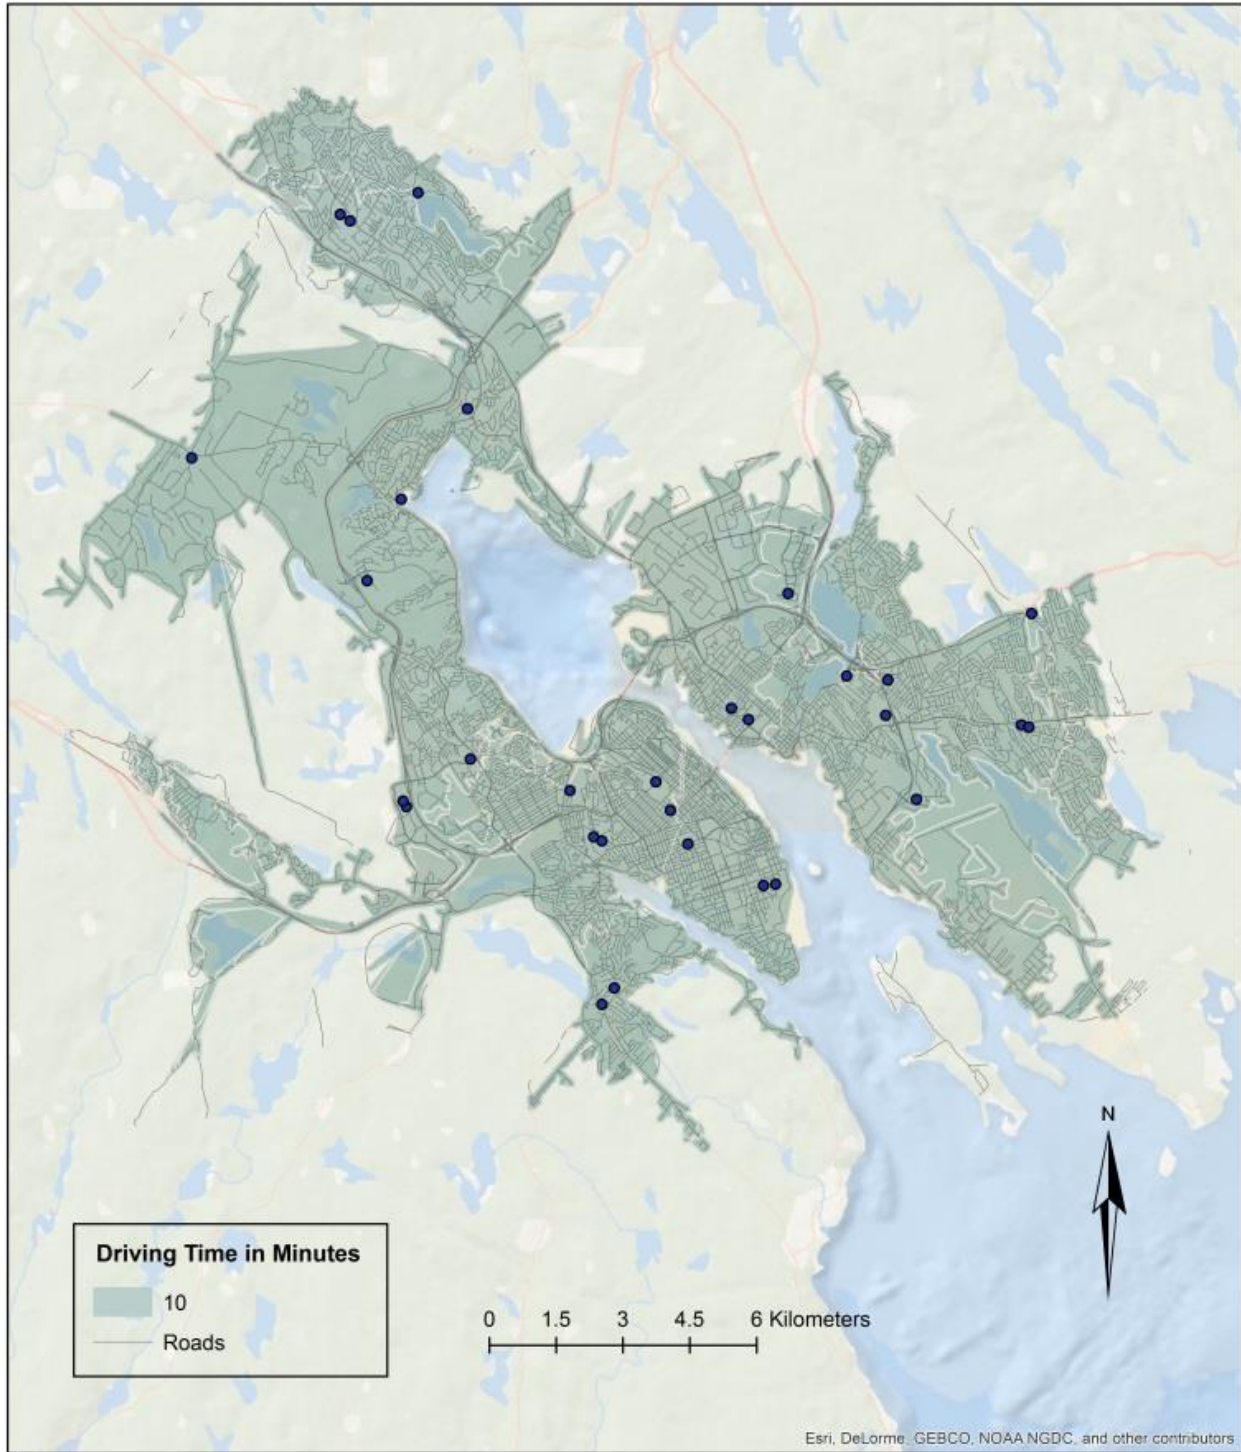 N
Driving Time in Minutes
10
Roads
0 1.5 3 4.5 6 Kilometers
Esri, DeLorme, GEBCO, NOAA NGDC, and other contributors